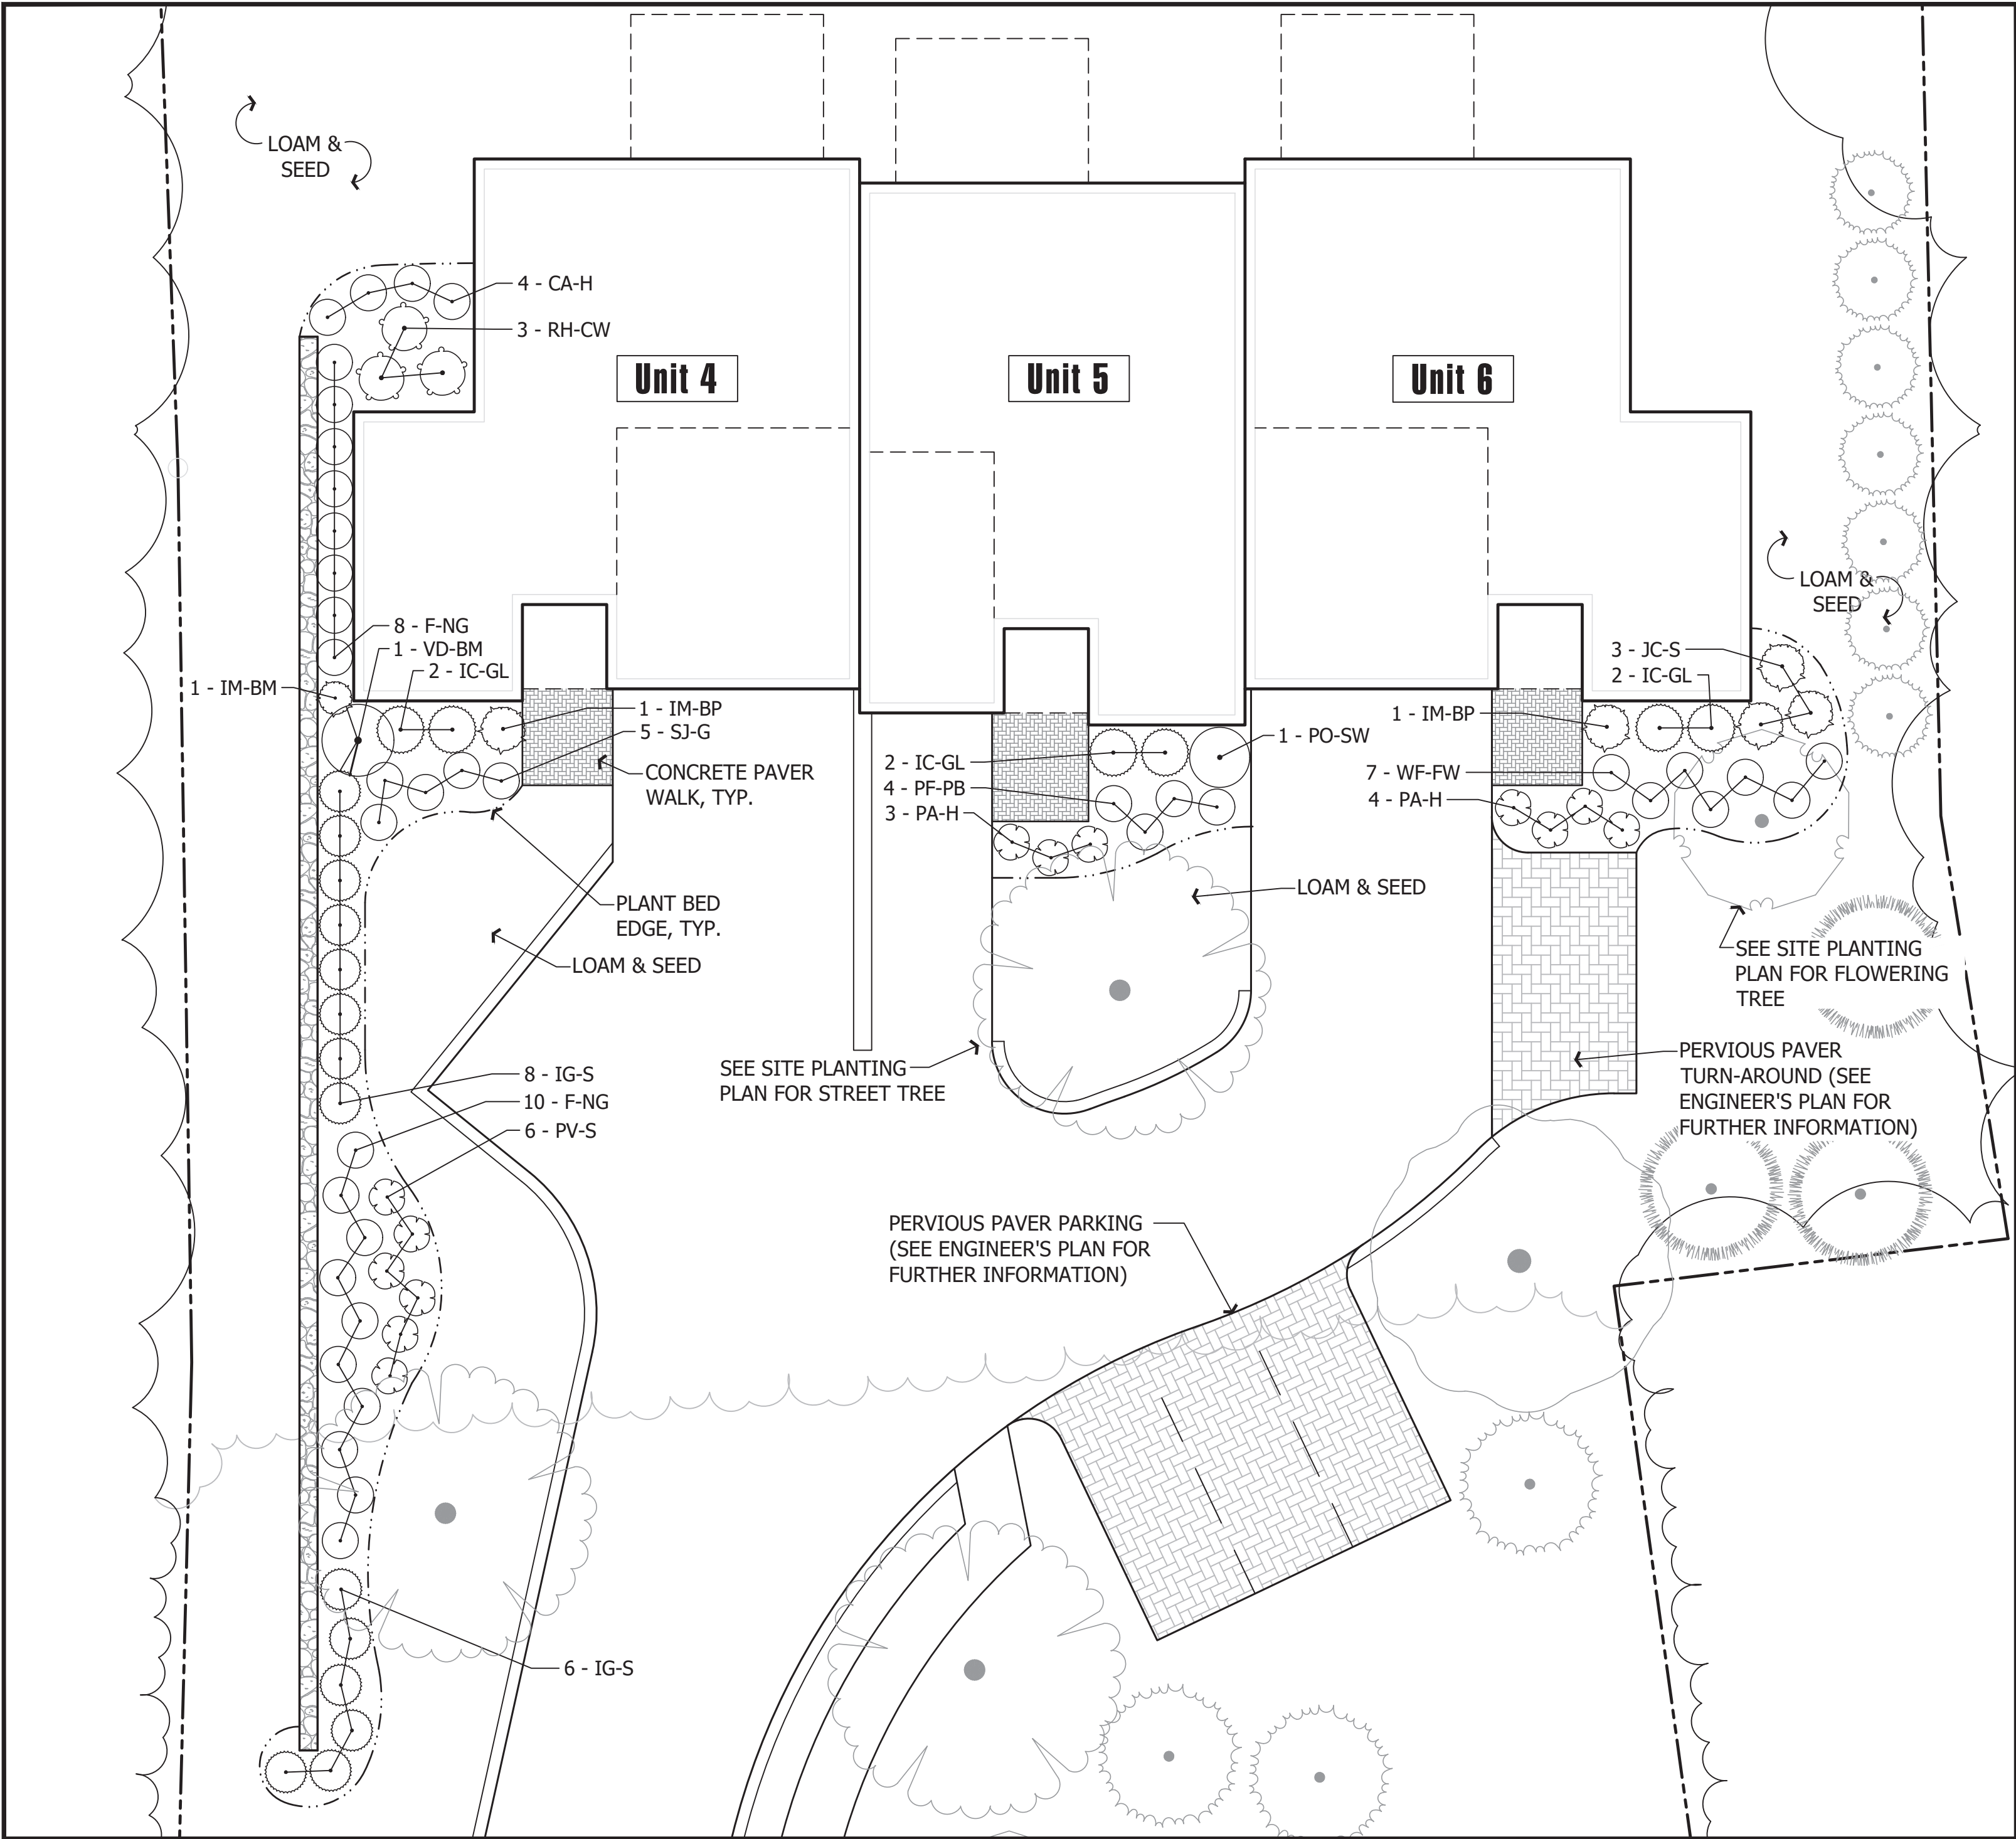 LOAM &
SEED
4 - CA-H
3 - RH-CW
Unit 4
Unit 5
Unit 6
LOAM &
SEED
8 - F-NG
1 - VD-BM
2 - IC-GL
1 - IM-BM
1 - IM-BP
5 - SJ-G
CONCRETE PAVER
WALK, TYP.
3 - JC-S
2 - IC-GL
1 - IM-BP
7 - WF-FW
4 - PA-H
1 - PO-SW
2 - IC-GL
4 - PF-PB
3 - PA-H
PLANT BED
EDGE, TYP.
LOAM & SEED
LOAM & SEED
SEE SITE PLANTING
PLAN FOR FLOWERING
TREE
SEE SITE PLANTING
PLAN FOR STREET TREE
PERVIOUS PAVER
TURN-AROUND (SEE
ENGINEER'S PLAN FOR
FURTHER INFORMATION)
8 - IG-S
10 - F-NG
6 - PV-S
PERVIOUS PAVER PARKING
(SEE ENGINEER'S PLAN FOR
FURTHER INFORMATION)
6 - IG-S